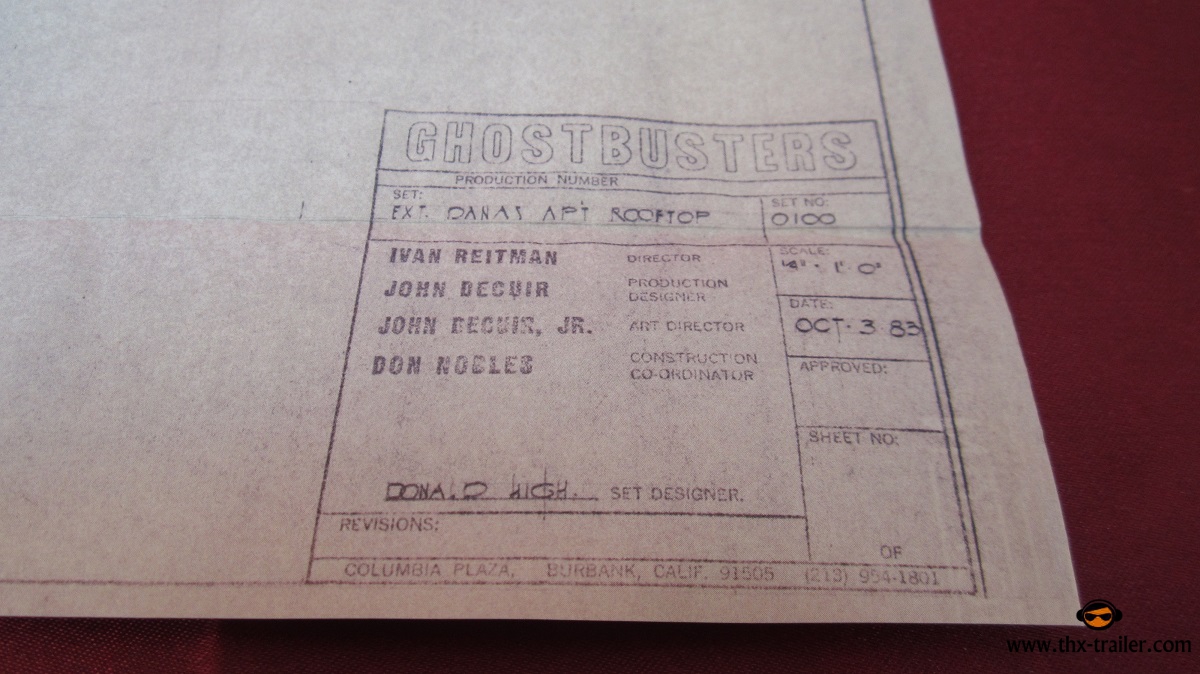 GHOSTBUSTERS
PRODUCTION NUMBER
SET:
EXT. DANAS APT ROOFTOP
SET NO:
0100
IVAN REITMAN DIRECTOR
JOHN DECUIR PRODUCTION DESIGNER
JOHN DECUIR, JR. ART DIRECTOR
DON NOBLES CONSTRUCTION CO-ORDINATOR
SCALE:
¼" · 1' · 0"
DATE:
OCT · 3 83
APPROVED:
SHEET NO:
OF
DONALD HIGH. SET DESIGNER.
REVISIONS:
COLUMBIA PLAZA, BURBANK, CALIF. 91505 (213) 954-1801
www.thx-trailer.com